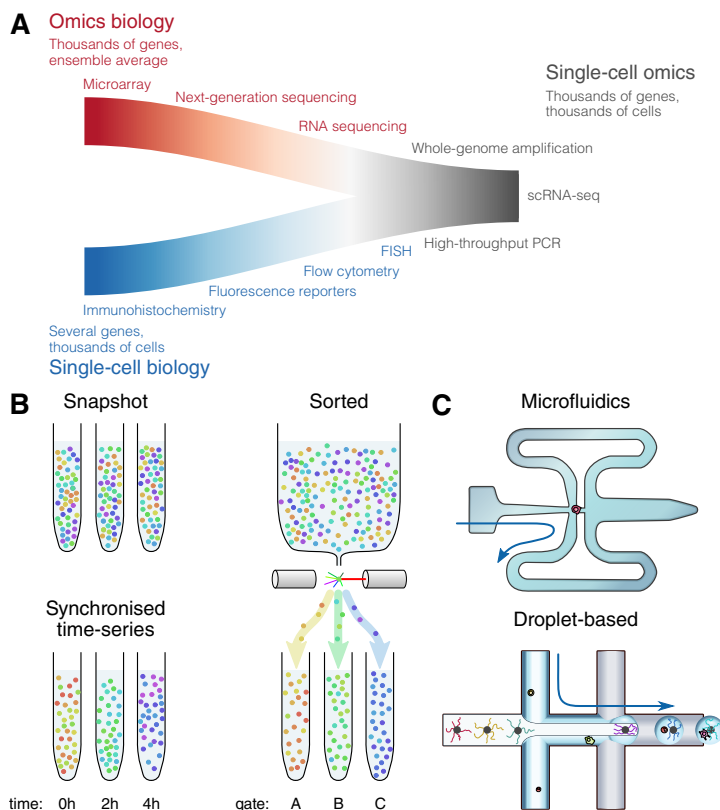 A
Omics biology
Thousands of genes,
ensemble average
Microarray
Next-generation sequencing
RNA sequencing
Single-cell omics
Thousands of genes,
thousands of cells
Whole-genome amplification
scRNA-seq
High-throughput PCR
FISH
Flow cytometry
Fluorescence reporters
Immunohistochemistry
Several genes,
thousands of cells
Single-cell biology
B
Snapshot
Sorted
Synchronised
time-series
time: 0h 2h 4h
gate: A B C
C
Microfluidics
Droplet-based